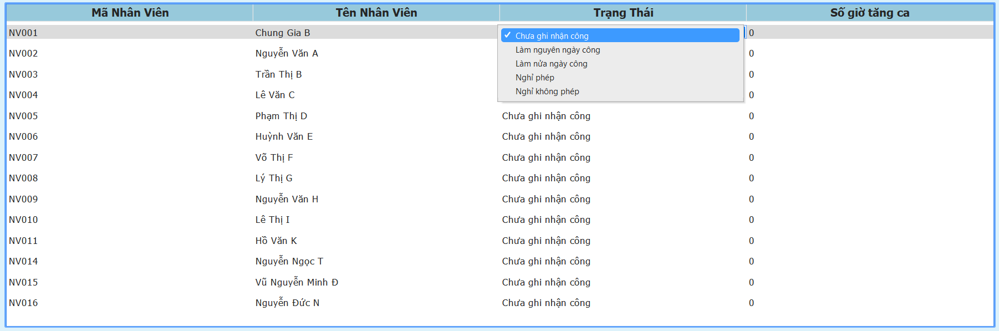 Mã Nhân Viên Tên Nhân Viên Trạng Thái Số giờ tăng ca
NV001 Chung Gia B 0
Chưa ghi nhận công
Làm nguyên ngày công
Làm nửa ngày công
Nghỉ phép
Nghỉ không phép
NV002 Nguyễn Văn A 0
NV003 Trần Thị B 0
NV004 Lê Văn C 0
NV005 Phạm Thị D Chưa ghi nhận công 0
NV006 Huỳnh Văn E Chưa ghi nhận công 0
NV007 Võ Thị F Chưa ghi nhận công 0
NV008 Lý Thị G Chưa ghi nhận công 0
NV009 Nguyễn Văn H Chưa ghi nhận công 0
NV010 Lê Thị I Chưa ghi nhận công 0
NV011 Hồ Văn K Chưa ghi nhận công 0
NV014 Nguyễn Ngọc T Chưa ghi nhận công 0
NV015 Vũ Nguyễn Minh Đ Chưa ghi nhận công 0
NV016 Nguyễn Đức N Chưa ghi nhận công 0